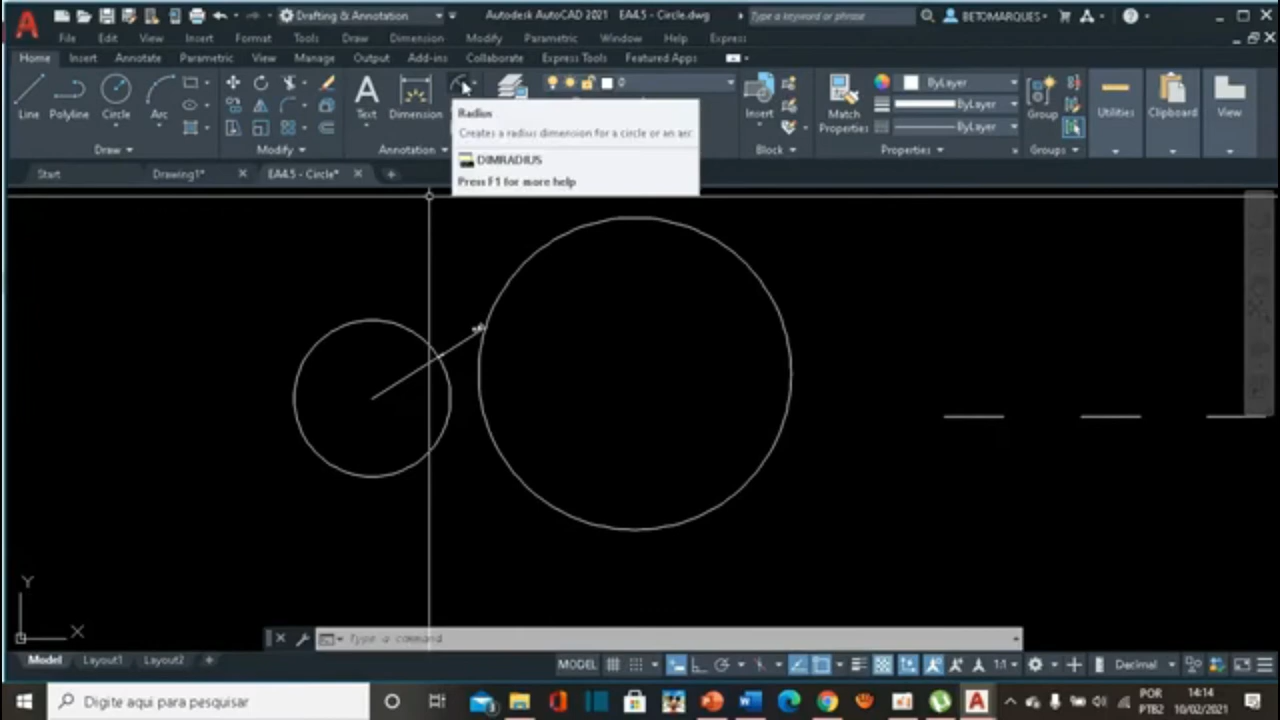 Drafting & Annotation
Autodesk AutoCAD 2021 EA4.5 - Circle.dwg
Type a keyword or phrase
BETOMARQUES
File Edit View Insert Format Tools Draw Dimension Modify Parametric Window Help Express
Home Insert Annotate Parametric View Manage Output Add-ins Collaborate Express Tools Featured Apps
0
ByLayer
ByLayer
ByLayer
Line Polyline Circle Arc
Text Dimension
Insert
Match
Properties
Group
Utilities
Clipboard
View
Draw
Modify
Annotation
Block
Properties
Groups
Radius
Creates a radius dimension for a circle or an arc
DIMRADIUS
Press F1 for more help
Start
Drawing1*
EA4.5 - Circle*
Y
X
Type a command
Model
Layout1
Layout2
MODEL
1:1
Decimal
Digite aqui para pesquisar
POR
PTB2
14:14
10/02/2021